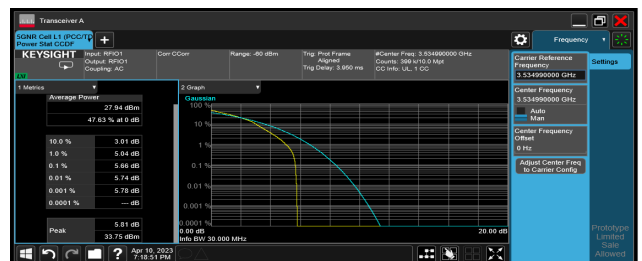 Transceiver A
SGNR Cell L1 (PCC/TD
Power Stat CCDF
Frequency
KEYSIGHT
Input: RFIO1
Output: RFIO1
Coupling: AC
Corr CCorr
Range: -60 dBm
Trig: Prot Frame
Aligned
Trig Delay: 3.950 ms
#Center Freq: 3.534990000 GHz
Counts: 399 k/10.0 Mpt
CC Info: UL, 1 CC
LXI
1 Metrics
Average Power
27.94 dBm
47.63 % at 0 dB
10.0 % 3.01 dB
1.0 % 5.04 dB
0.1 % 5.66 dB
0.01 % 5.74 dB
0.001 % 5.78 dB
0.0001 % — dB
Peak 5.81 dB
33.75 dBm
2 Graph
Gaussian
100 %
10 %
1 %
0.1 %
0.01 %
0.001 %
0.0001 %
0.00 dB 20.00 dB
Info BW 30.000 MHz
Carrier Reference
Frequency
3.534990000 GHz
Center Frequency
3.534990000 GHz
Auto
Man
Center Frequency
Offset
0 Hz
Adjust Center Freq
to Carrier Config
Settings
Prototype
Limited
Sale
Allowed
Apr 10, 2023
7:18:51 PM